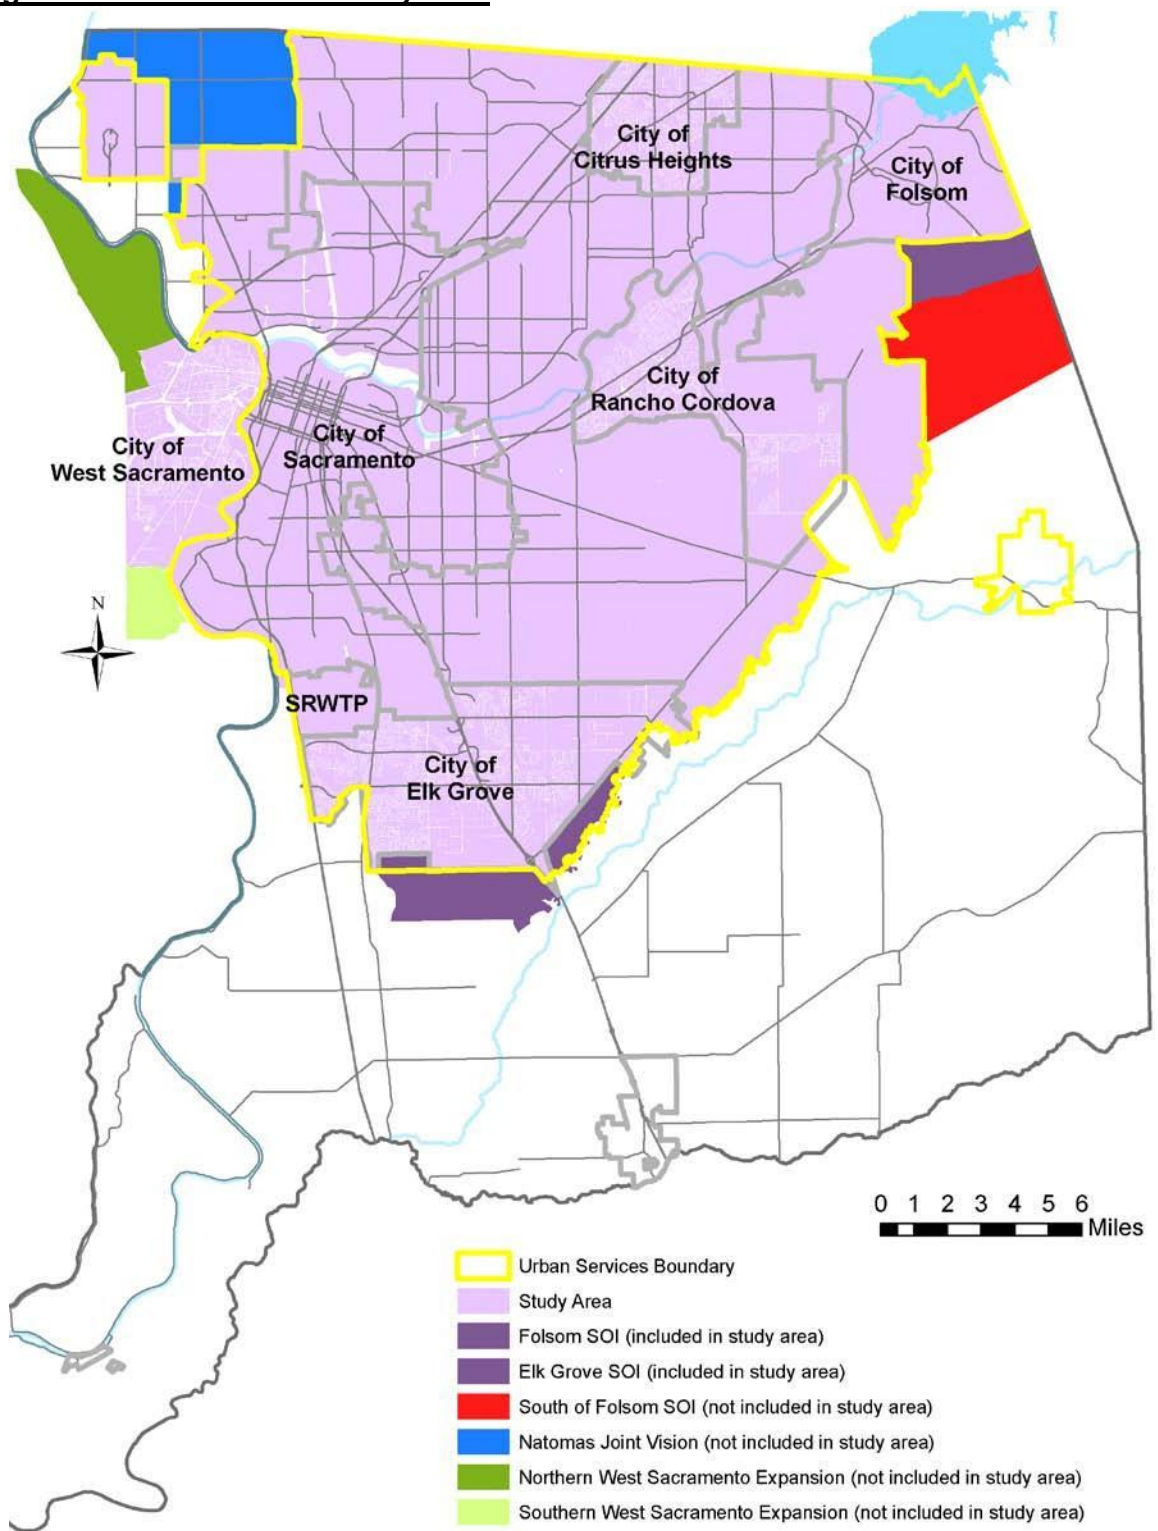 City of
Citrus Heights
City of
Folsom
City of
Rancho Cordova
City of
Sacramento
City of
West Sacramento
N
SRWTP
City of
Elk Grove
0 1 2 3 4 5 6
Miles
Urban Services Boundary
Study Area
Folsom SOI (included in study area)
Elk Grove SOI (included in study area)
South of Folsom SOI (not included in study area)
Natomas Joint Vision (not included in study area)
Northern West Sacramento Expansion (not included in study area)
Southern West Sacramento Expansion (not included in study area)